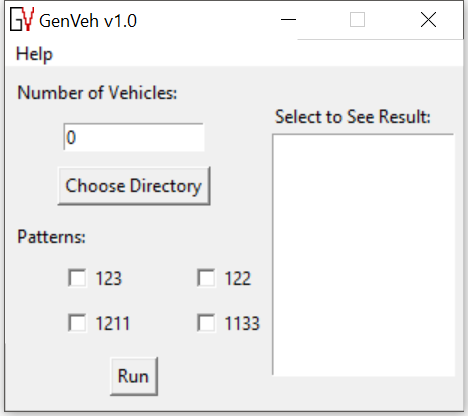 GV GenVeh v1.0
Help
Number of Vehicles:
Select to See Result:
0
Choose Directory
Patterns:
123 122
1211 1133
Run